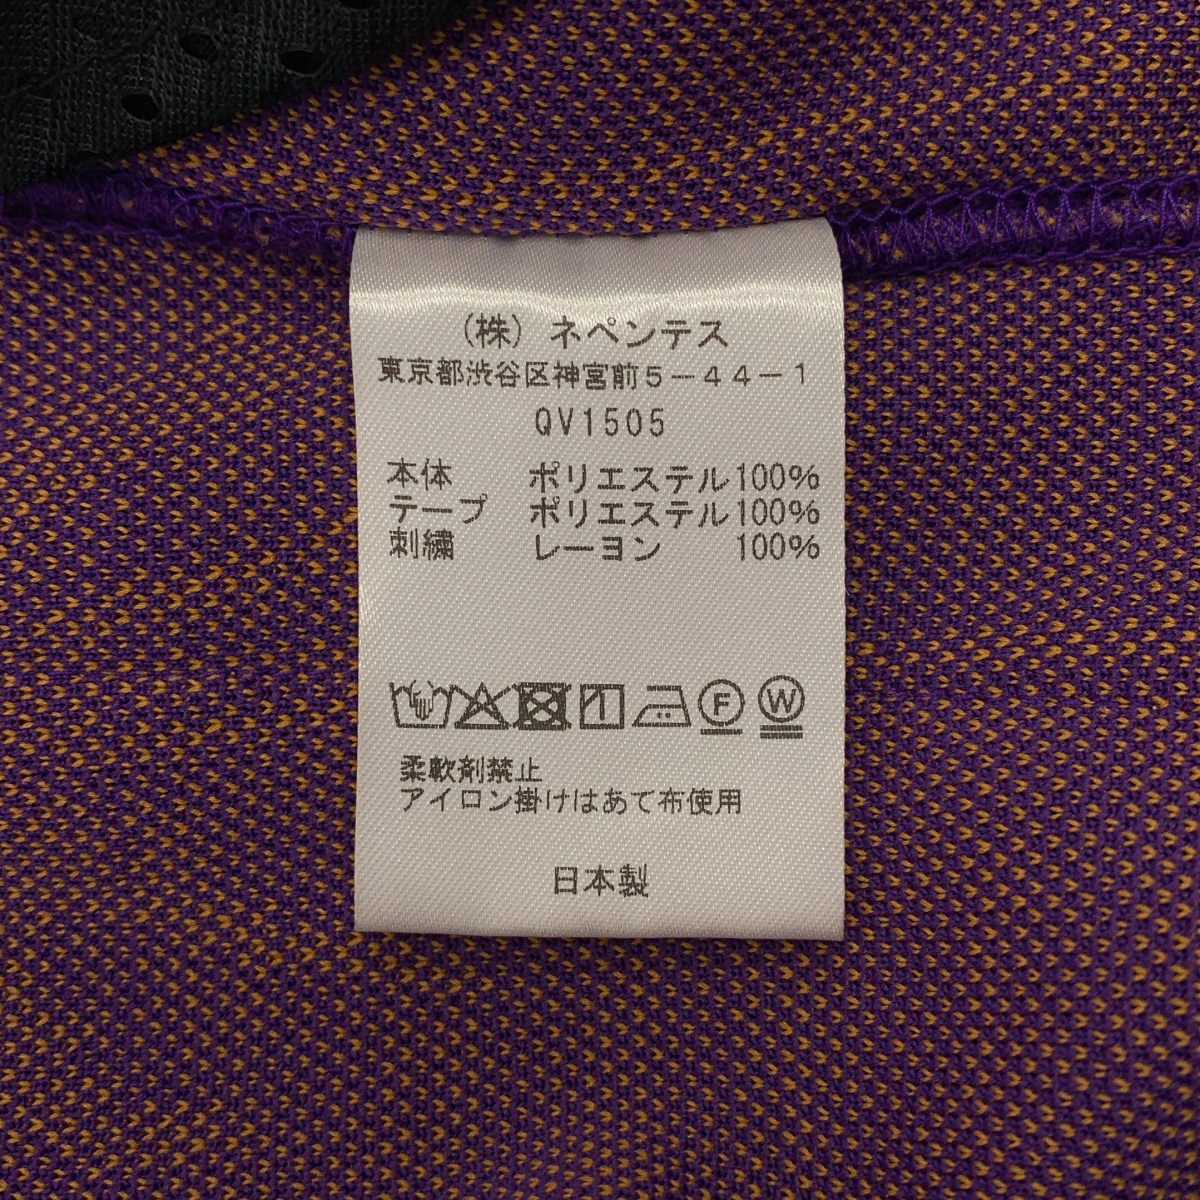 (株) ネペンテス
東京都渋谷区神宮前5-44-1
QV1505
本体 ポリエステル100%
テープ ポリエステル100%
刺繍 レーヨン 100%
F W
柔軟剤禁止
アイロン掛けはあて布使用
日本製